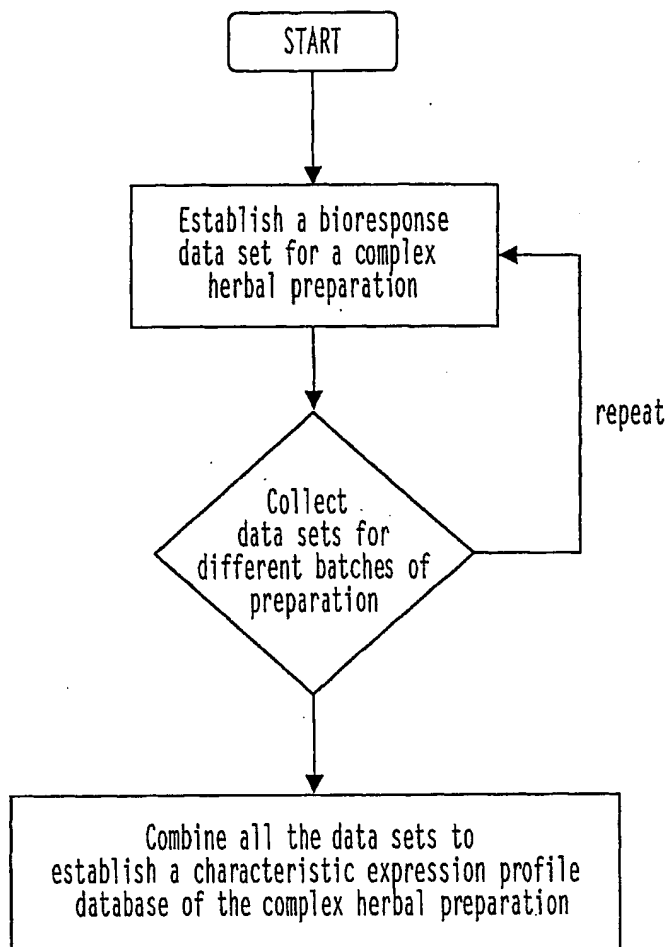 START
Establish a bioresponse
data set for a complex
herbal preparation
repeat
Collect
data sets for
different batches of
preparation
Combine all the data sets to
establish a characteristic expression profile
database of the complex herbal preparation